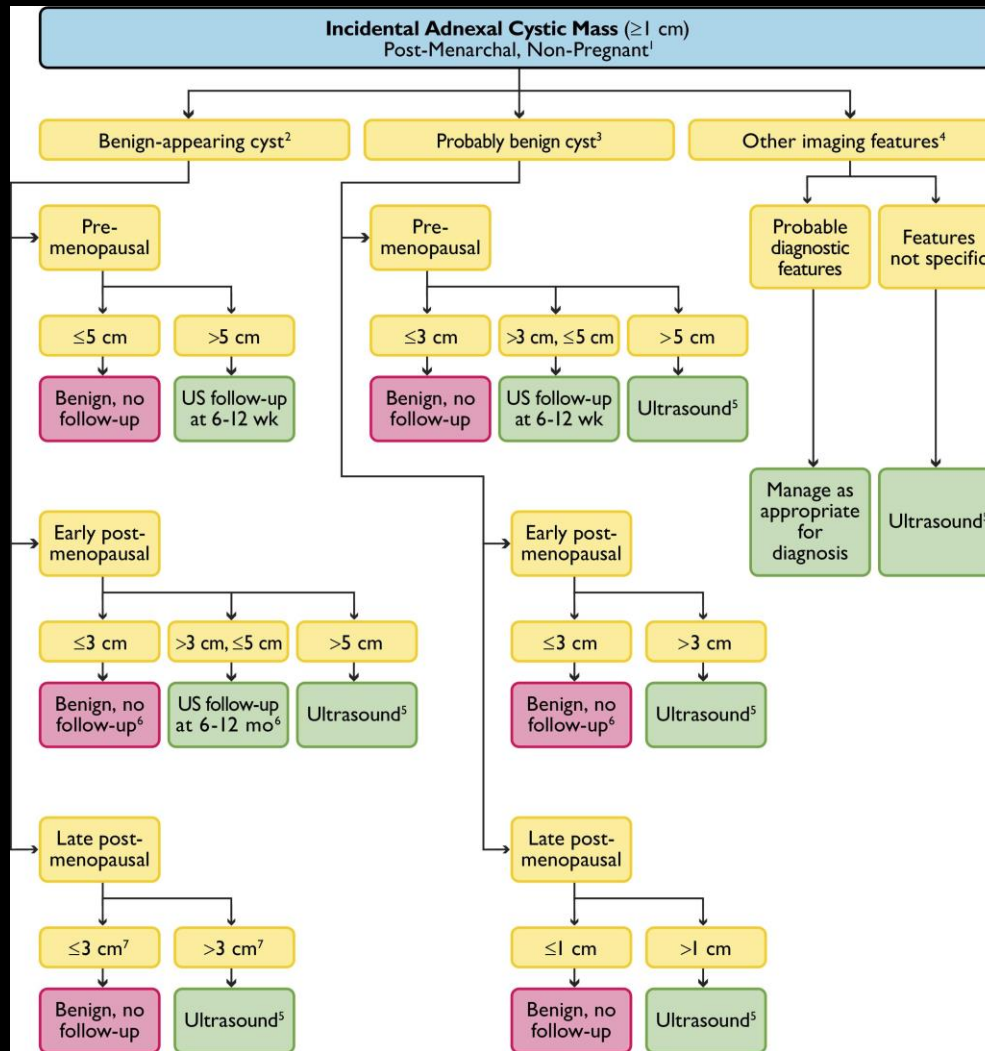 Incidental Adnexal Cystic Mass (≥1 cm)
Post-Menarchal, Non-Pregnant¹
Benign-appearing cyst²
Probably benign cyst³
Other imaging features⁴
Pre-
menopausal
Pre-
menopausal
Probable
diagnostic
features
Features
not specific
≤5 cm
>5 cm
≤3 cm
>3 cm, ≤5 cm
>5 cm
Benign, no
follow-up
US follow-up
at 6-12 wk
Benign, no
follow-up
US follow-up
at 6-12 wk
Ultrasound⁵
Manage as
appropriate
for
diagnosis
Ultrasound⁵
Early post-
menopausal
Early post-
menopausal
≤3 cm
>3 cm, ≤5 cm
>5 cm
≤3 cm
>3 cm
Benign, no
follow-up⁶
US follow-up
at 6-12 mo⁶
Ultrasound⁵
Benign, no
follow-up⁶
Ultrasound⁵
Late post-
menopausal
Late post-
menopausal
≤3 cm⁷
>3 cm⁷
≤1 cm
>1 cm
Benign, no
follow-up
Ultrasound⁵
Benign, no
follow-up
Ultrasound⁵